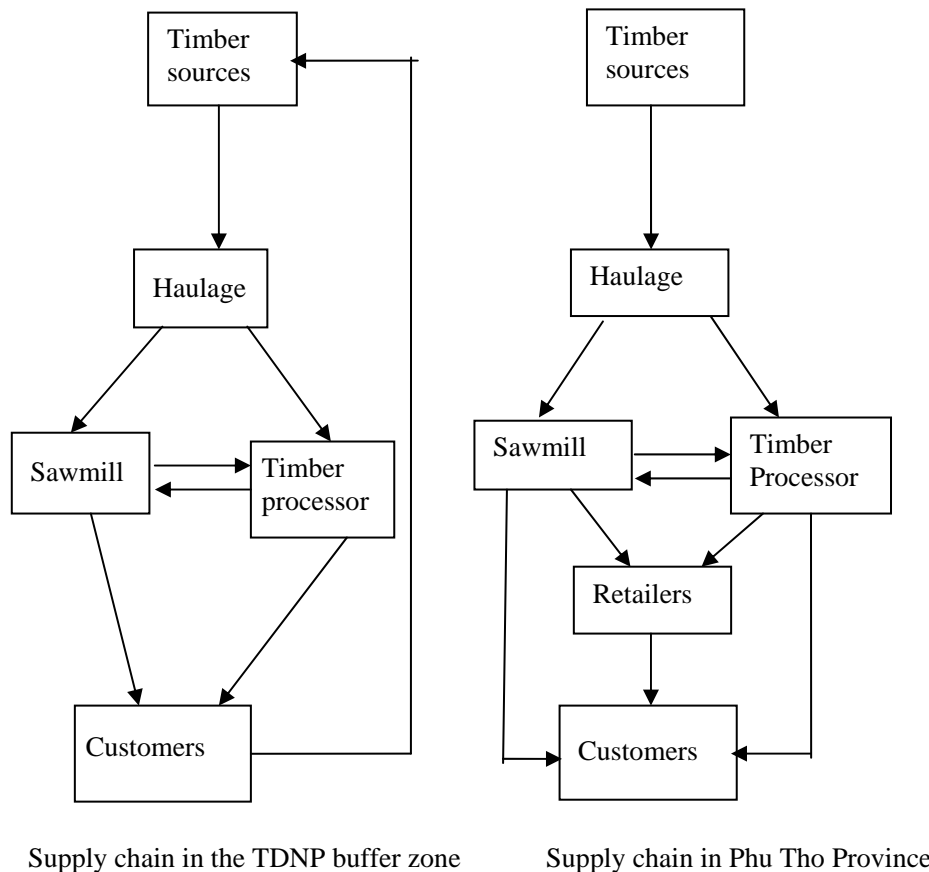 Timber
sources
Haulage
Sawmill
Timber
processor
Customers
Supply chain in the TDNP buffer zone
Timber
sources
Haulage
Sawmill
Timber
Processor
Retailers
Customers
Supply chain in Phu Tho Province